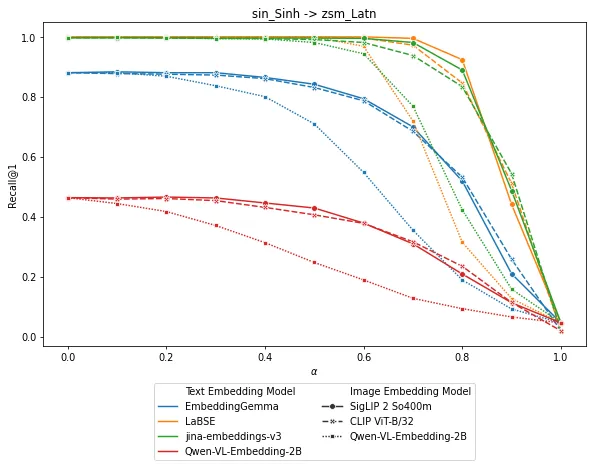 sin_Sinh -> zsm_Latn
Recall@1
1.0
0.8
0.6
0.4
0.2
0.0
0.0 0.2 0.4 0.6 0.8 1.0
α
Text Embedding Model Image Embedding Model
EmbeddingGemma SigLIP 2 So400m
LaBSE CLIP ViT-B/32
jina-embeddings-v3 Qwen-VL-Embedding-2B
Qwen-VL-Embedding-2B